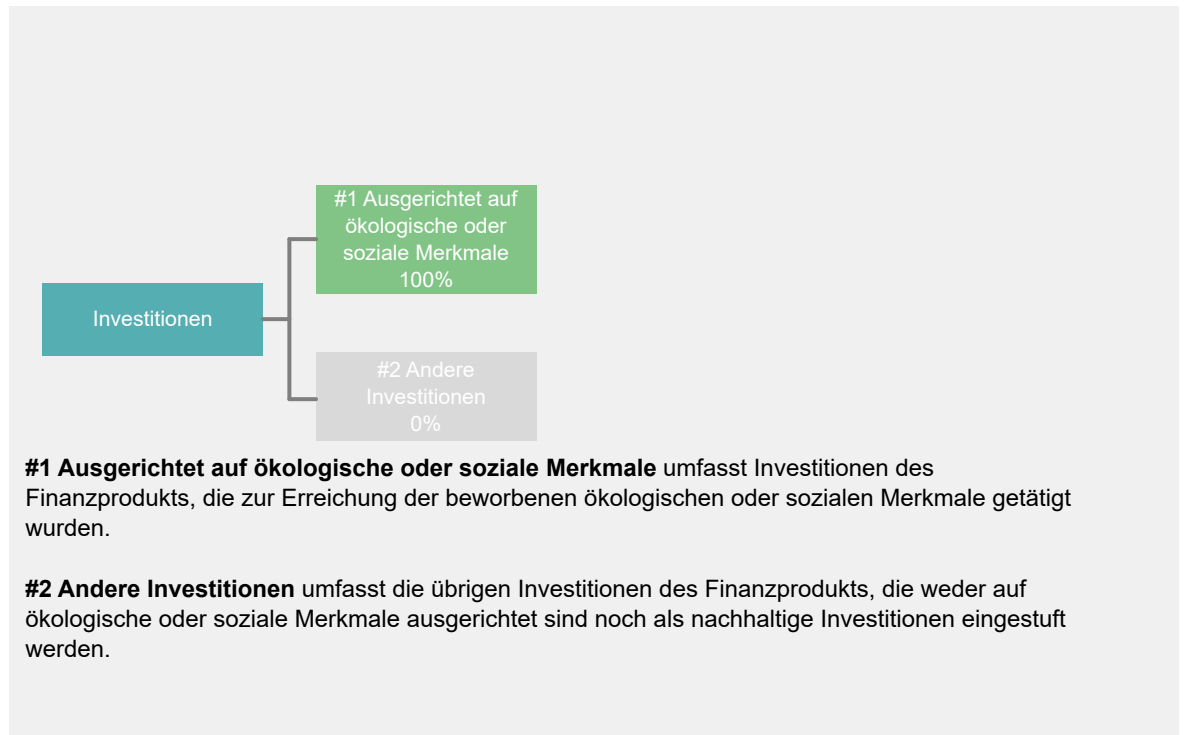 #1 Ausgerichtet auf
ökologische oder
soziale Merkmale
100%
Investitionen
#2 Andere
Investitionen
0%
#1 Ausgerichtet auf ökologische oder soziale Merkmale umfasst Investitionen des
Finanzprodukts, die zur Erreichung der beworbenen ökologischen oder sozialen Merkmale getätigt
wurden.
#2 Andere Investitionen umfasst die übrigen Investitionen des Finanzprodukts, die weder auf
ökologische oder soziale Merkmale ausgerichtet sind noch als nachhaltige Investitionen eingestuft
werden.